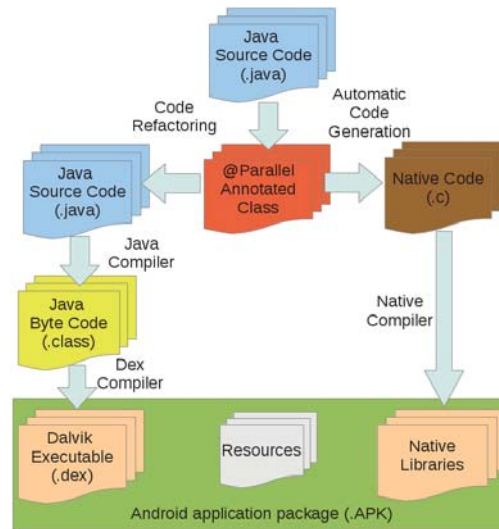 Java
Source Code
(.java)
Code
Refactoring
Automatic
Code
Generation
Java
Source Code
(.java)
@Parallel
Annotated
Class
Native Code
(.c)
Java
Compiler
Java
Byte Code
(.class)
Native
Compiler
Dex
Compiler
Dalvik
Executable
(.dex)
Resources
Native
Libraries
Android application package (.APK)